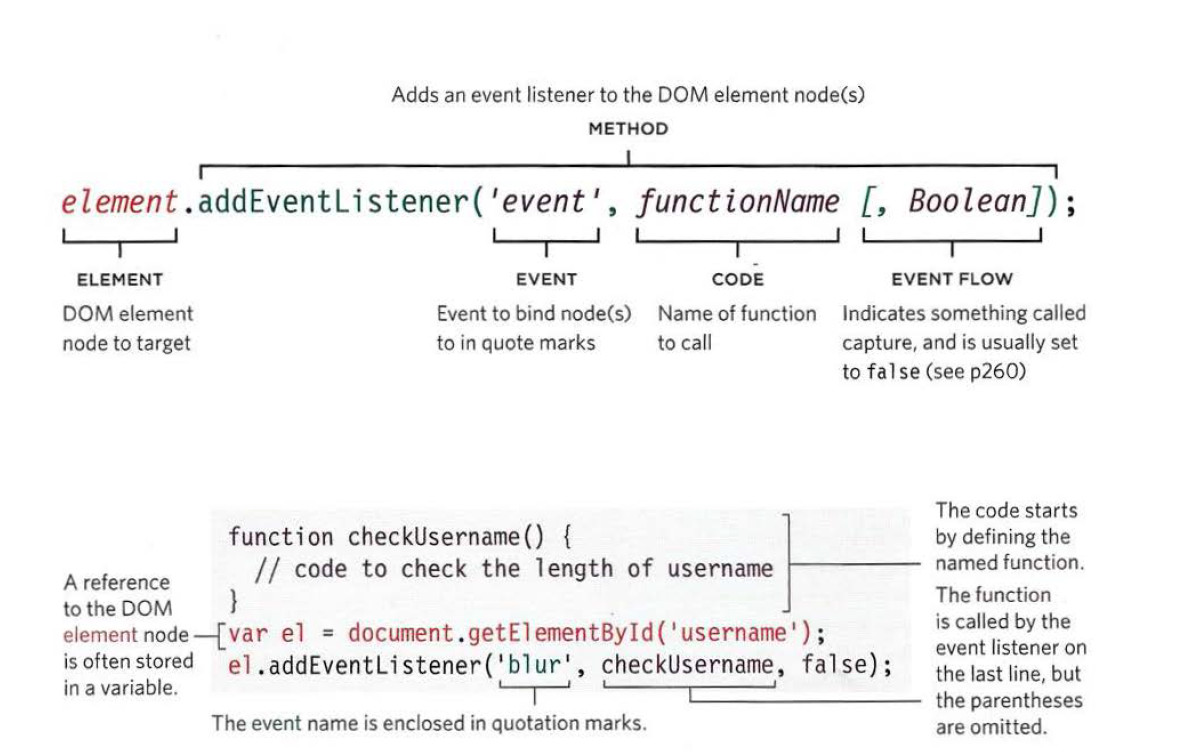 Adds an event listener to the DOM element node(s)
METHOD
element.addEventListener('event', functionName [, Boolean]);
ELEMENT
DOM element
node to target
EVENT
Event to bind node(s)
to in quote marks
CODE
Name of function
to call
EVENT FLOW
Indicates something called
capture, and is usually set
to false (see p260)
function checkUsername() {
// code to check the length of username
}
var el = document.getElementById('username');
el.addEventListener('blur', checkUsername, false);
A reference
to the DOM
element node
is often stored
in a variable.
The event name is enclosed in quotation marks.
The code starts
by defining the
named function.
The function
is called by the
event listener on
the last line, but
the parentheses
are omitted.